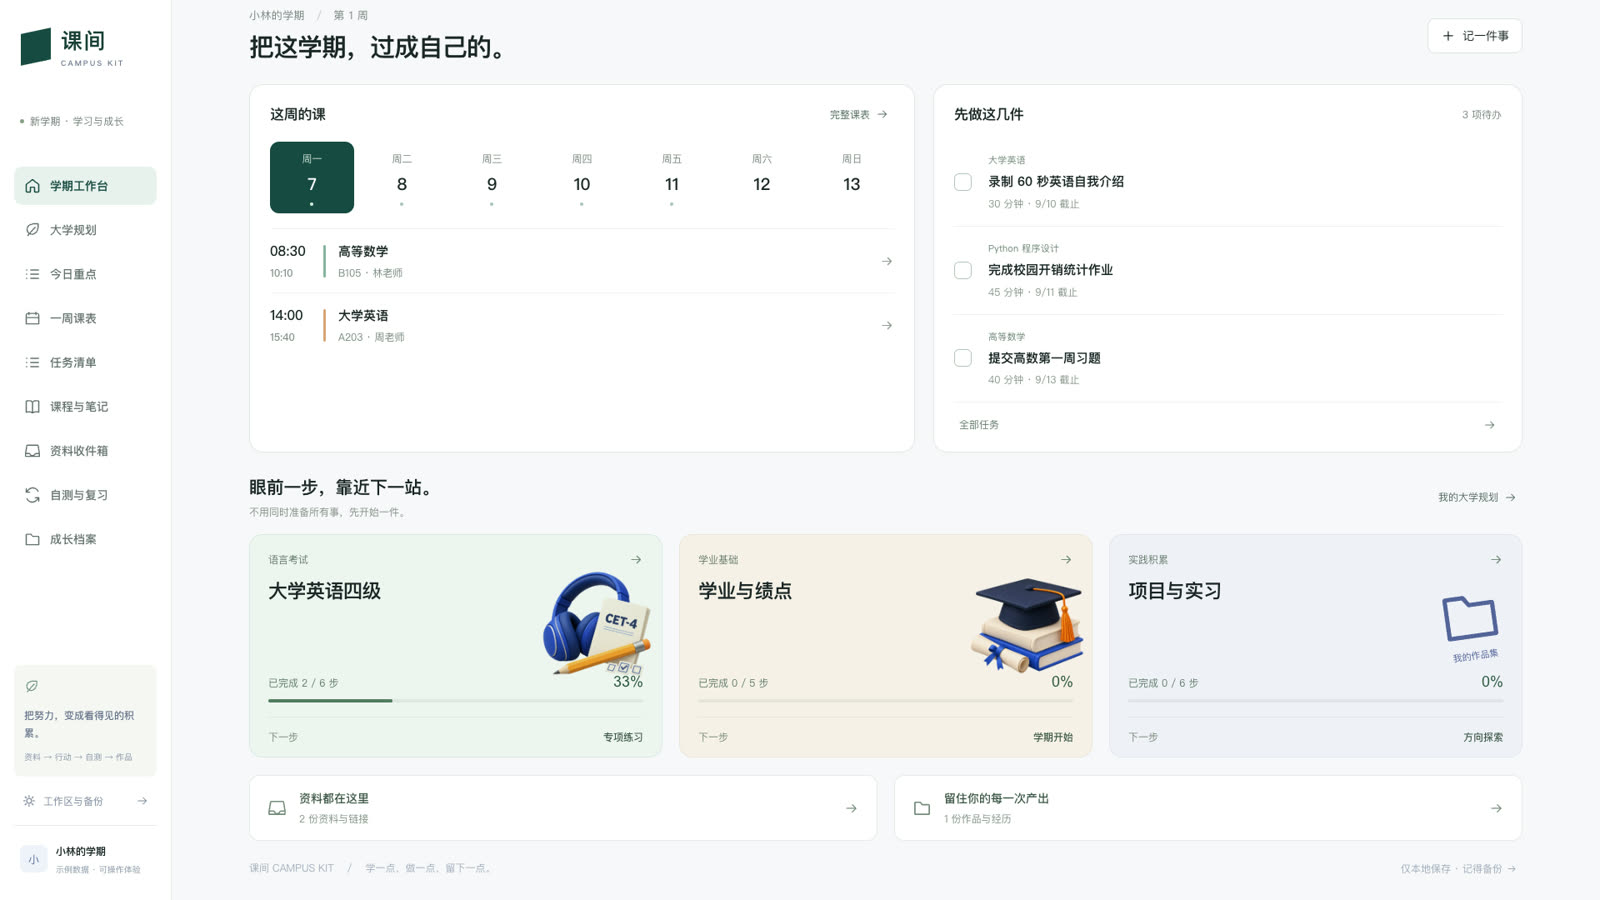 课间
CAMPUS KIT
新学期 · 学习与成长
学期工作台
大学规划
今日重点
一周课表
任务清单
课程与笔记
资料收件箱
自测与复习
成长档案
把努力，变成看得见的积
累。
资料 → 行动 → 自测 → 作品
工作区与备份 →
小
小林的学期
示例数据 · 可操作体验
小林的学期 / 第 1 周
把这学期，过成自己的。
+ 记一件事
这周的课
完整课表 →
周一 周二 周三 周四 周五 周六 周日
7 8 9 10 11 12 13
08:30 高等数学
10:10 B105 · 林老师
14:00 大学英语
15:40 A203 · 周老师
先做这几件
3 项待办
大学英语
录制 60 秒英语自我介绍
30 分钟 · 9/10 截止
Python 程序设计
完成校园开销统计作业
45 分钟 · 9/11 截止
高等数学
提交高数第一周习题
40 分钟 · 9/13 截止
全部任务 →
眼前一步，靠近下一站。
不用同时准备所有事，先开始一件。
我的大学规划 →
语言考试 →
大学英语四级
CET-4
已完成 2 / 6 步 33%
下一步 专项练习
学业基础 →
学业与绩点
已完成 0 / 5 步 0%
下一步 学期开始
实践积累 →
项目与实习
我的作品集
已完成 0 / 6 步 0%
下一步 方向探索
资料都在这里
2 份资料与链接
留住你的每一次产出
1 份作品与经历
课间 CAMPUS KIT / 学一点，做一点，留下一点。
仅本地保存 · 记得备份 →